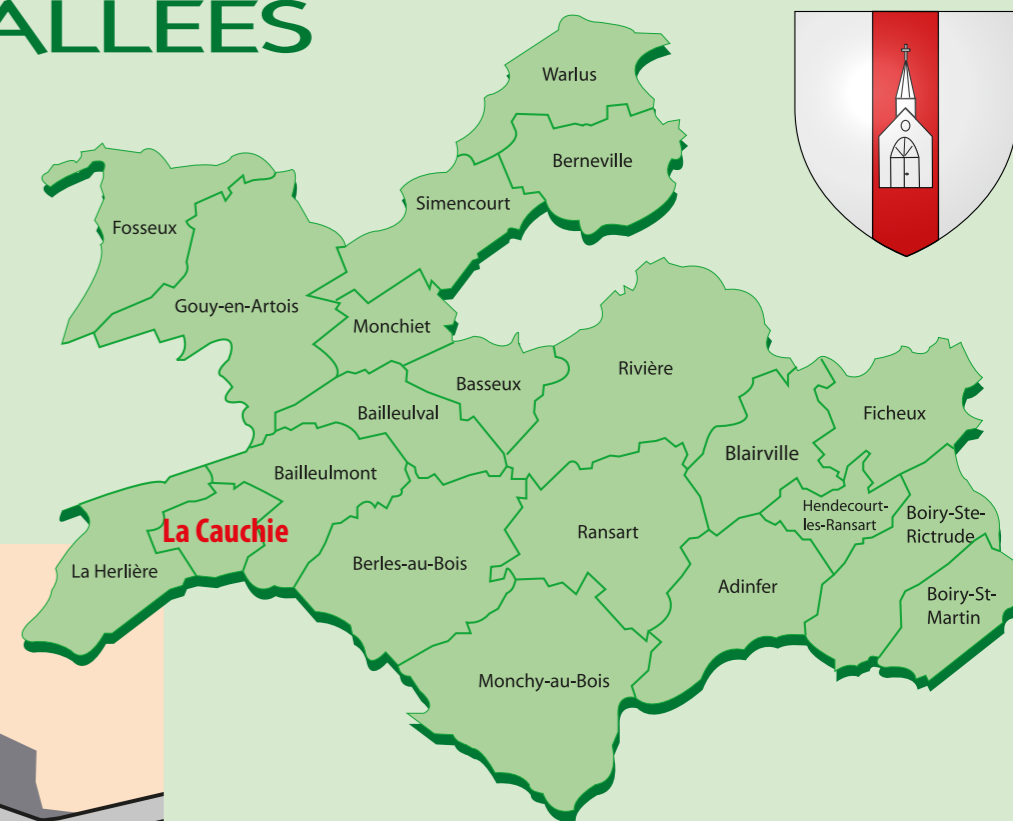 ALLEES
Warlus
Berneville
Simencourt
Fosseux
Gouy-en-Artois
Monchiet
Rivière
Basseux
Bailleulval
Ficheux
Blairville
Bailleulmont
Hendecourt-
les-Ransart
Boiry-Ste-
Rictrude
La Cauchie
Ransart
Berles-au-Bois
La Herlière
Adinfer
Boiry-St-
Martin
Monchy-au-Bois